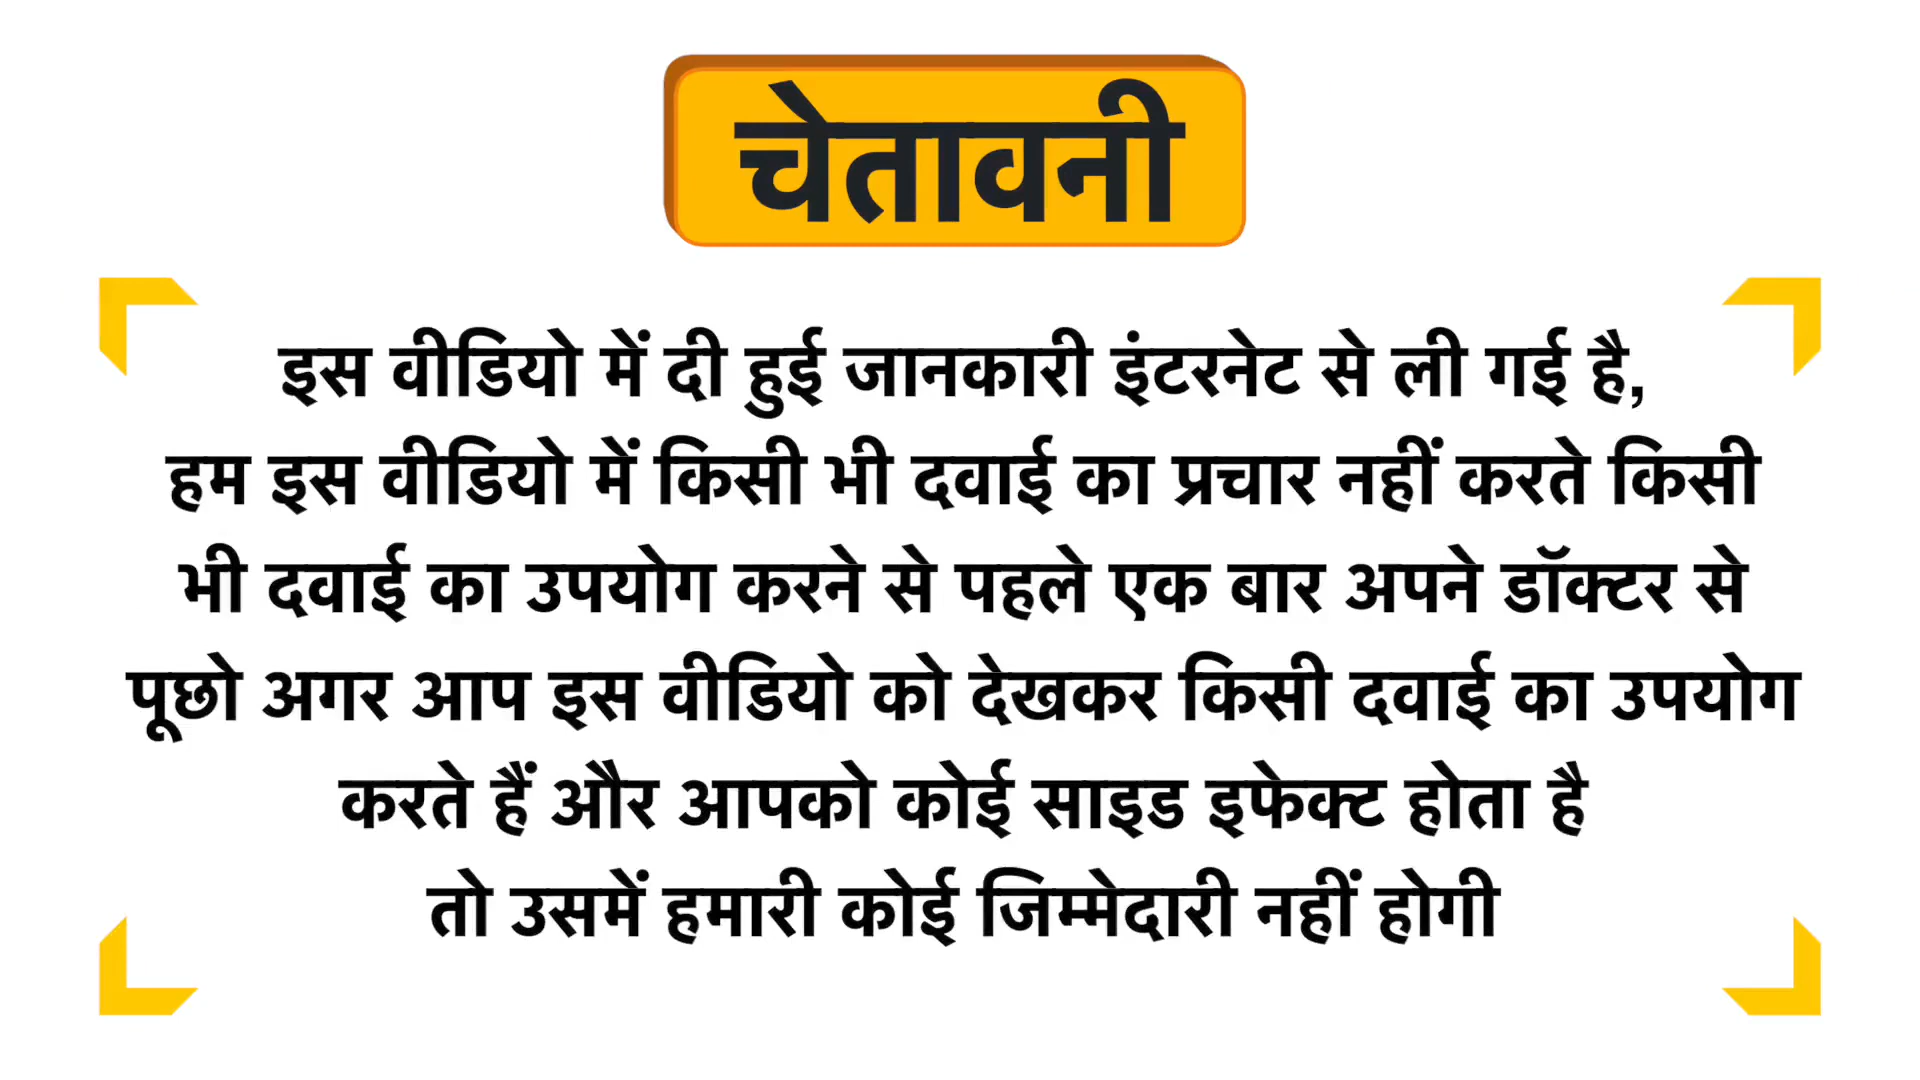 चेतावनी
इस वीडियो में दी हुई जानकारी इंटरनेट से ली गई है,
हम इस वीडियो में किसी भी दवाई का प्रचार नहीं करते किसी
भी दवाई का उपयोग करने से पहले एक बार अपने डॉक्टर से
पूछो अगर आप इस वीडियो को देखकर किसी दवाई का उपयोग
करते हैं और आपको कोई साइड इफेक्ट होता है
तो उसमें हमारी कोई जिम्मेदारी नहीं होगी